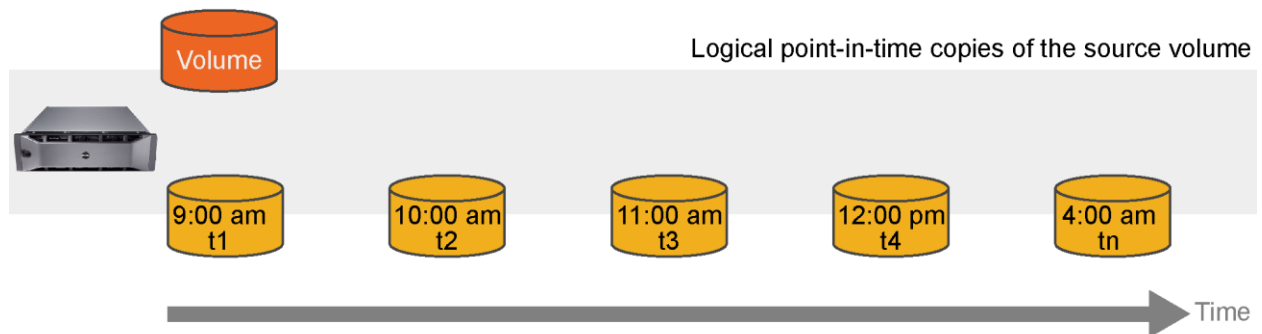 Volume
Logical point-in-time copies of the source volume
9:00 am
t1
10:00 am
t2
11:00 am
t3
12:00 pm
t4
4:00 am
tn
Time